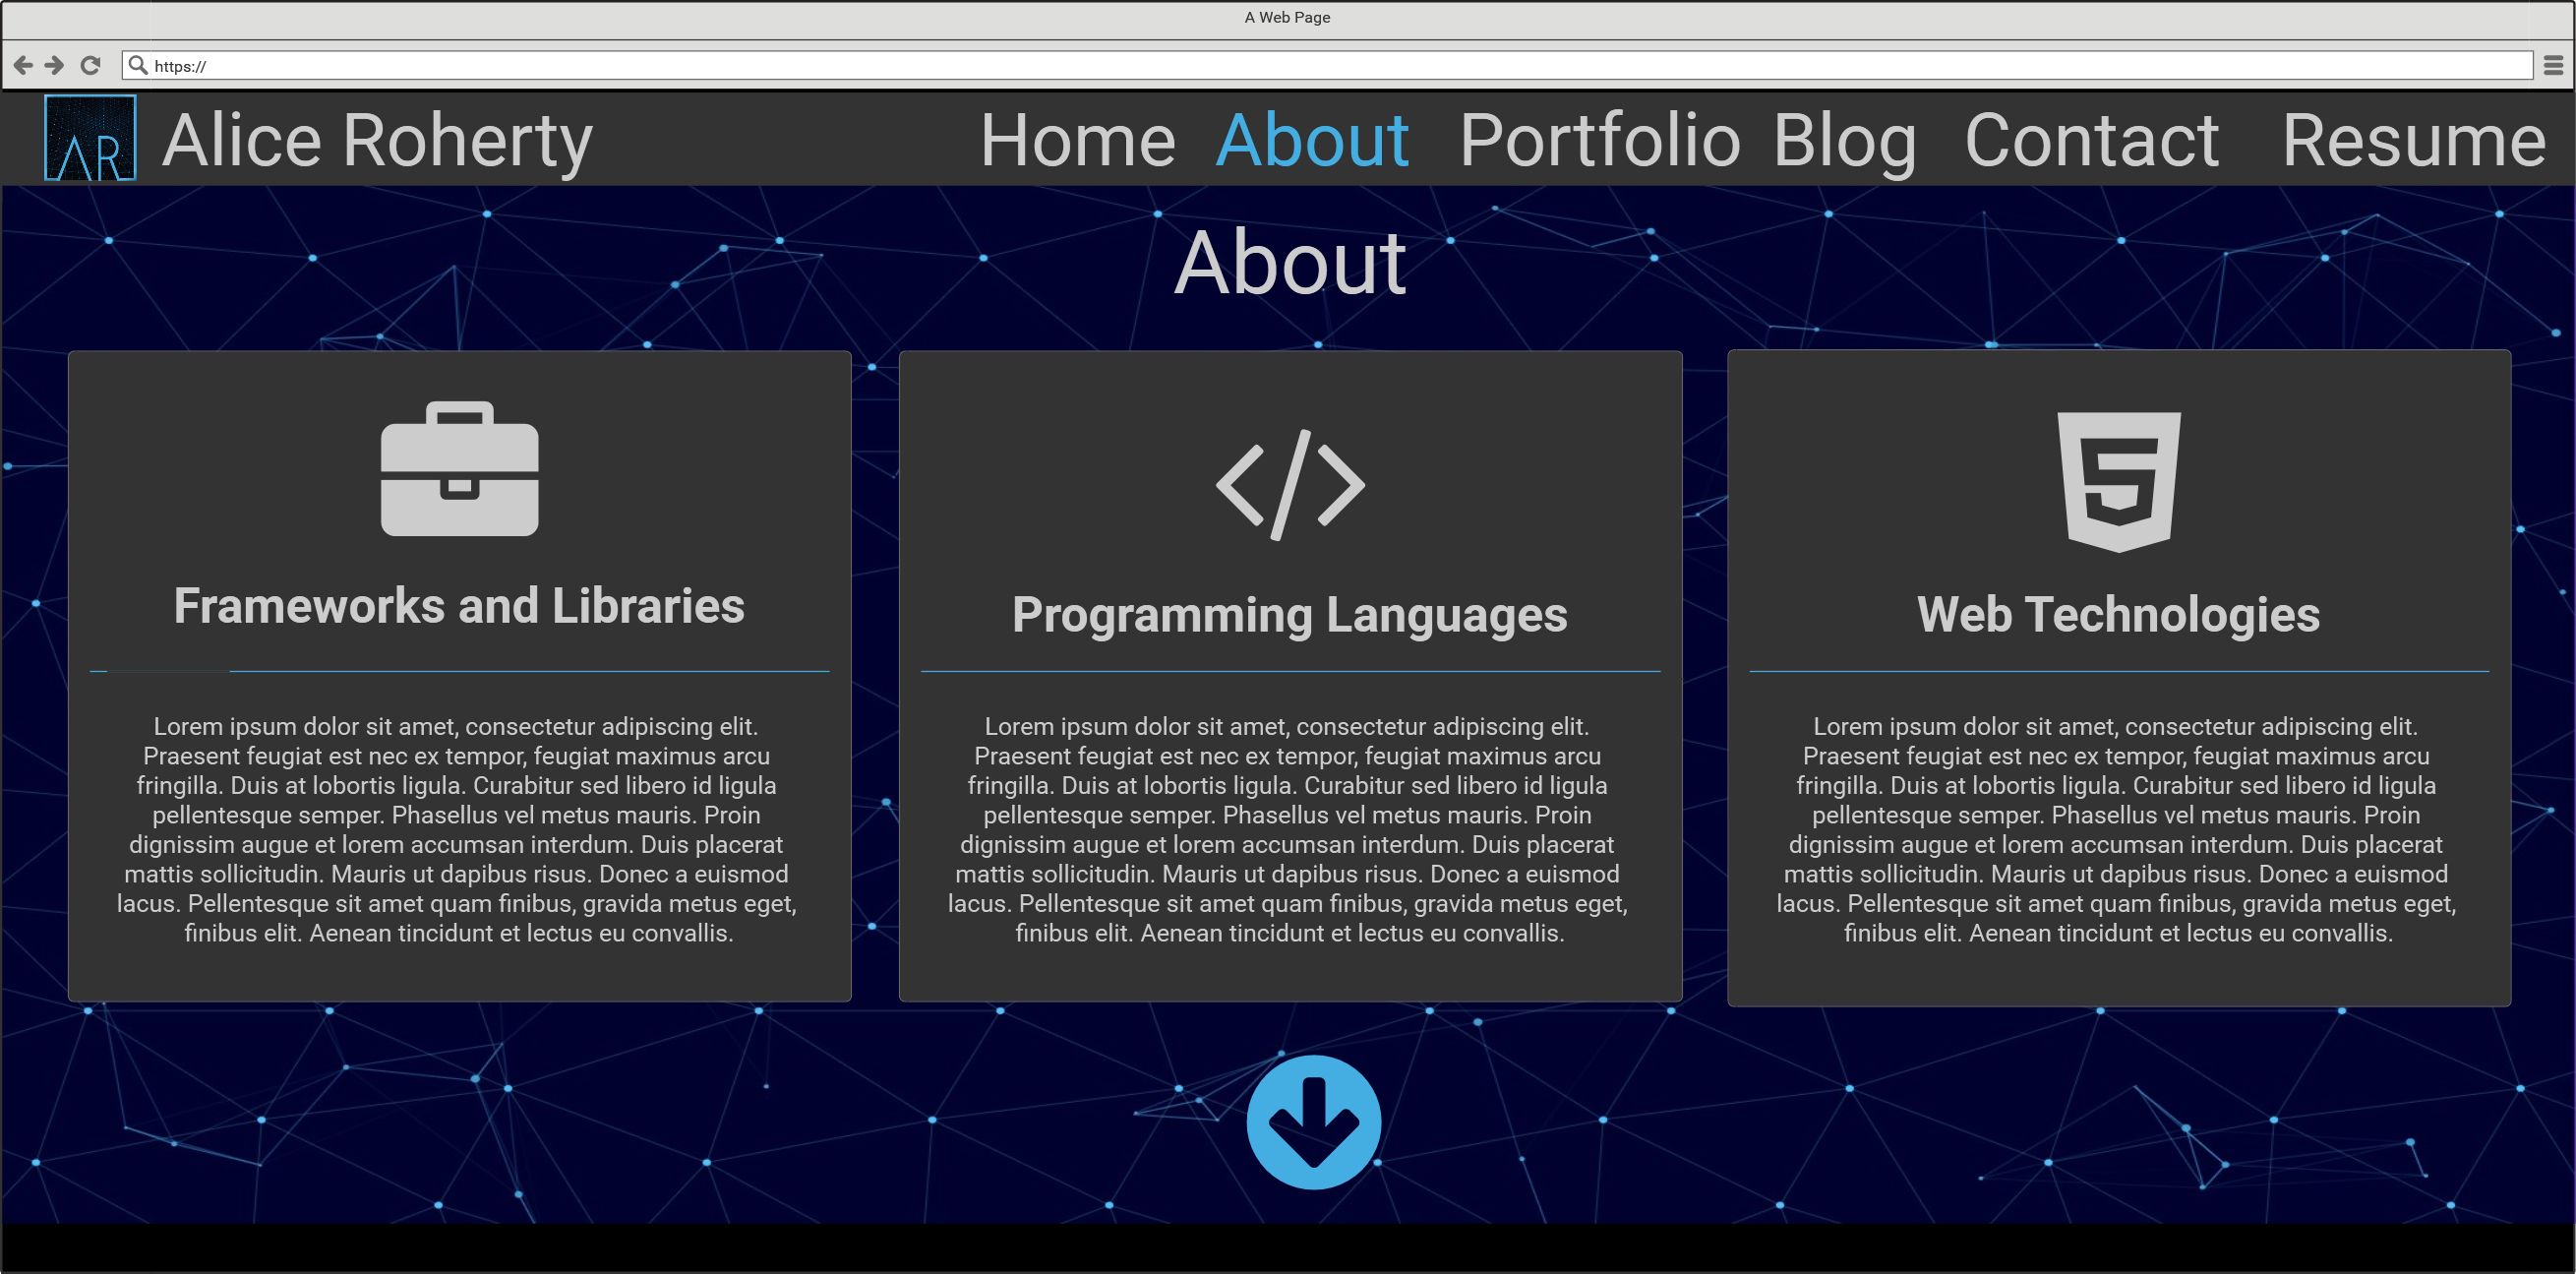 A Web Page
https://
AR Alice Roherty Home About Portfolio Blog Contact Resume
About
5
Frameworks and Libraries
Lorem ipsum dolor sit amet, consectetur adipiscing elit.
Praesent feugiat est nec ex tempor, feugiat maximus arcu
fringilla. Duis at lobortis ligula. Curabitur sed libero id ligula
pellentesque semper. Phasellus vel metus mauris. Proin
dignissim augue et lorem accumsan interdum. Duis placerat
mattis sollicitudin. Mauris ut dapibus risus. Donec a euismod
lacus. Pellentesque sit amet quam finibus, gravida metus eget,
finibus elit. Aenean tincidunt et lectus eu convallis.
</>
Programming Languages
Lorem ipsum dolor sit amet, consectetur adipiscing elit.
Praesent feugiat est nec ex tempor, feugiat maximus arcu
fringilla. Duis at lobortis ligula. Curabitur sed libero id ligula
pellentesque semper. Phasellus vel metus mauris. Proin
dignissim augue et lorem accumsan interdum. Duis placerat
mattis sollicitudin. Mauris ut dapibus risus. Donec a euismod
lacus. Pellentesque sit amet quam finibus, gravida metus eget,
finibus elit. Aenean tincidunt et lectus eu convallis.
Web Technologies
Lorem ipsum dolor sit amet, consectetur adipiscing elit.
Praesent feugiat est nec ex tempor, feugiat maximus arcu
fringilla. Duis at lobortis ligula. Curabitur sed libero id ligula
pellentesque semper. Phasellus vel metus mauris. Proin
dignissim augue et lorem accumsan interdum. Duis placerat
mattis sollicitudin. Mauris ut dapibus risus. Donec a euismod
lacus. Pellentesque sit amet quam finibus, gravida metus eget,
finibus elit. Aenean tincidunt et lectus eu convallis.